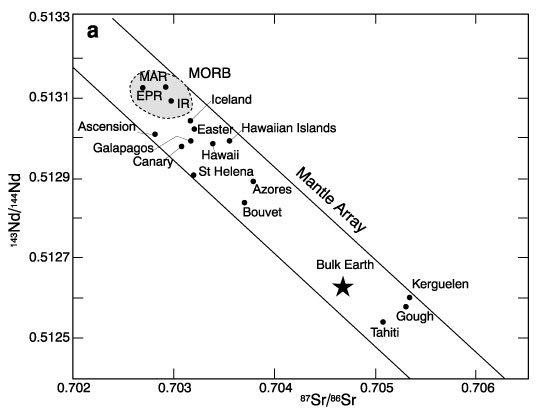 0.5133
a
MAR
MORB
EPR
IR
Iceland
0.5131
Ascension
Easter
Hawaiian Islands
Galapagos
Hawaii
Canary
St Helena
0.5129
Azores
Mantle Array
Bouvet
143Nd/144Nd
0.5127
Bulk Earth
Kerguelen
Gough
Tahiti
0.5125
0.702
0.703
0.704
0.705
0.706
87Sr/86Sr